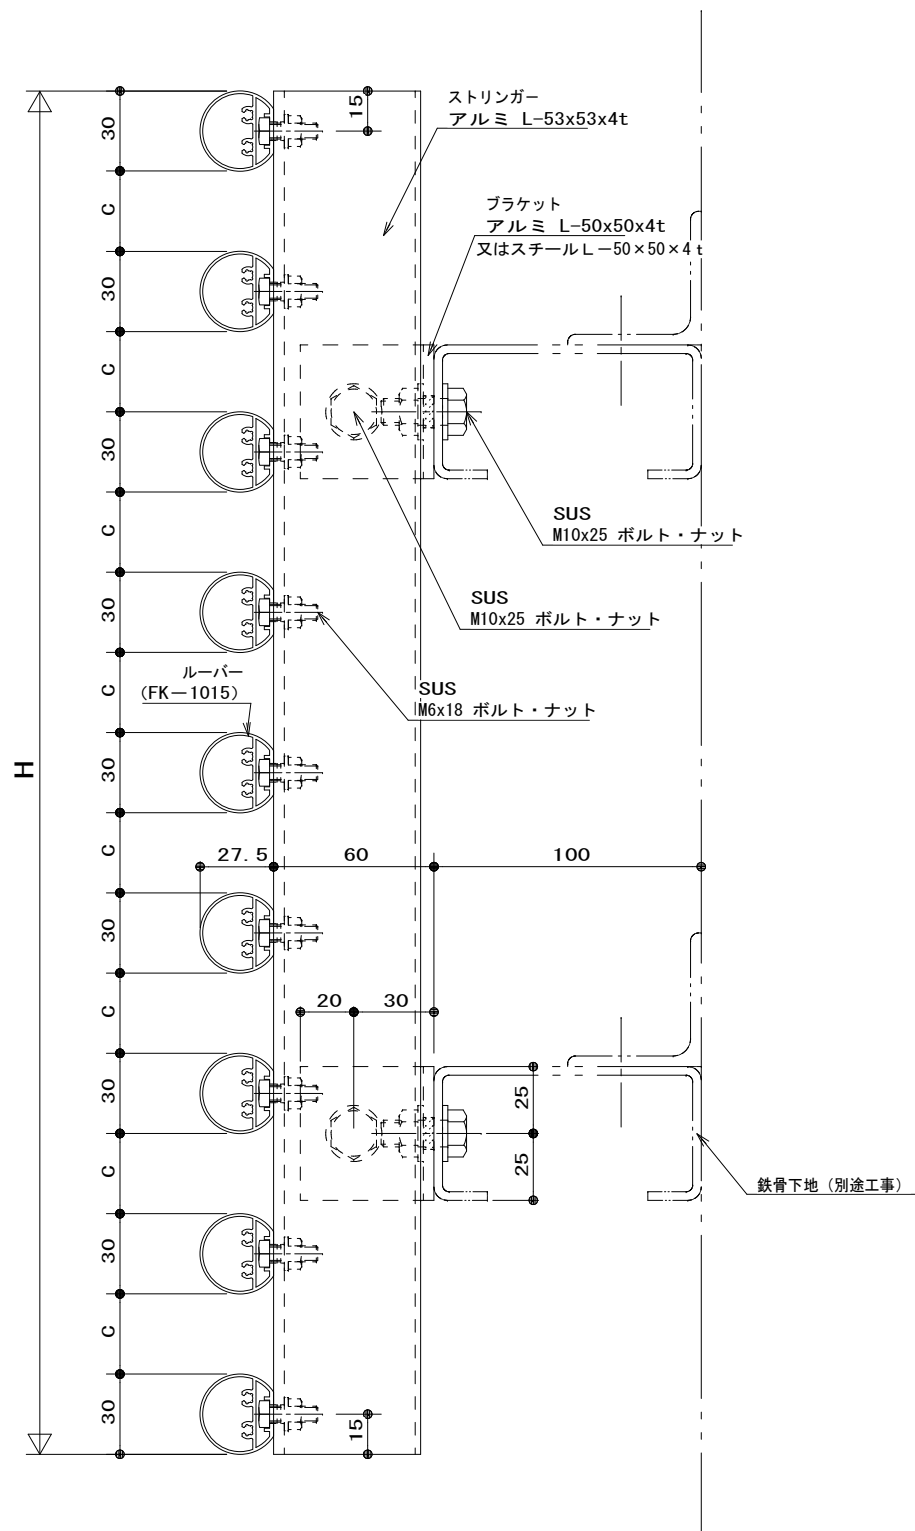 ストリンガー
アルミ L-53x53x4t
ブラケット
アルミ L-50x50x4t
又はスチールL−50×50×4t
15
30
C
30
C
30
C
30
C
30
C
30
C
30
C
30
C
30
H
SUS
M10x25 ボルト・ナット
SUS
M10x25 ボルト・ナット
SUS
M6x18 ボルト・ナット
ルーバー
(FK−1015)
27.5
60
100
20
30
25
25
鉄骨下地（別途工事）
15